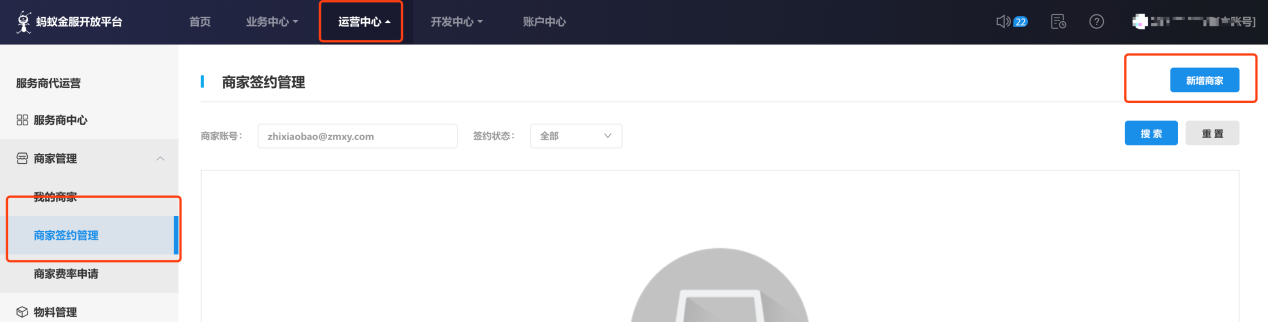 蚂蚁金服开放平台 首页 业务中心 运营中心 开发中心 账户中心 22 账号]
服务商代运营
商家签约管理 新增商家
服务商中心
商家账号: zhixiaobao@zmxy.com 签约状态: 全部 搜索 重置
商家管理
我的商家
商家签约管理
商家费率申请
物料管理